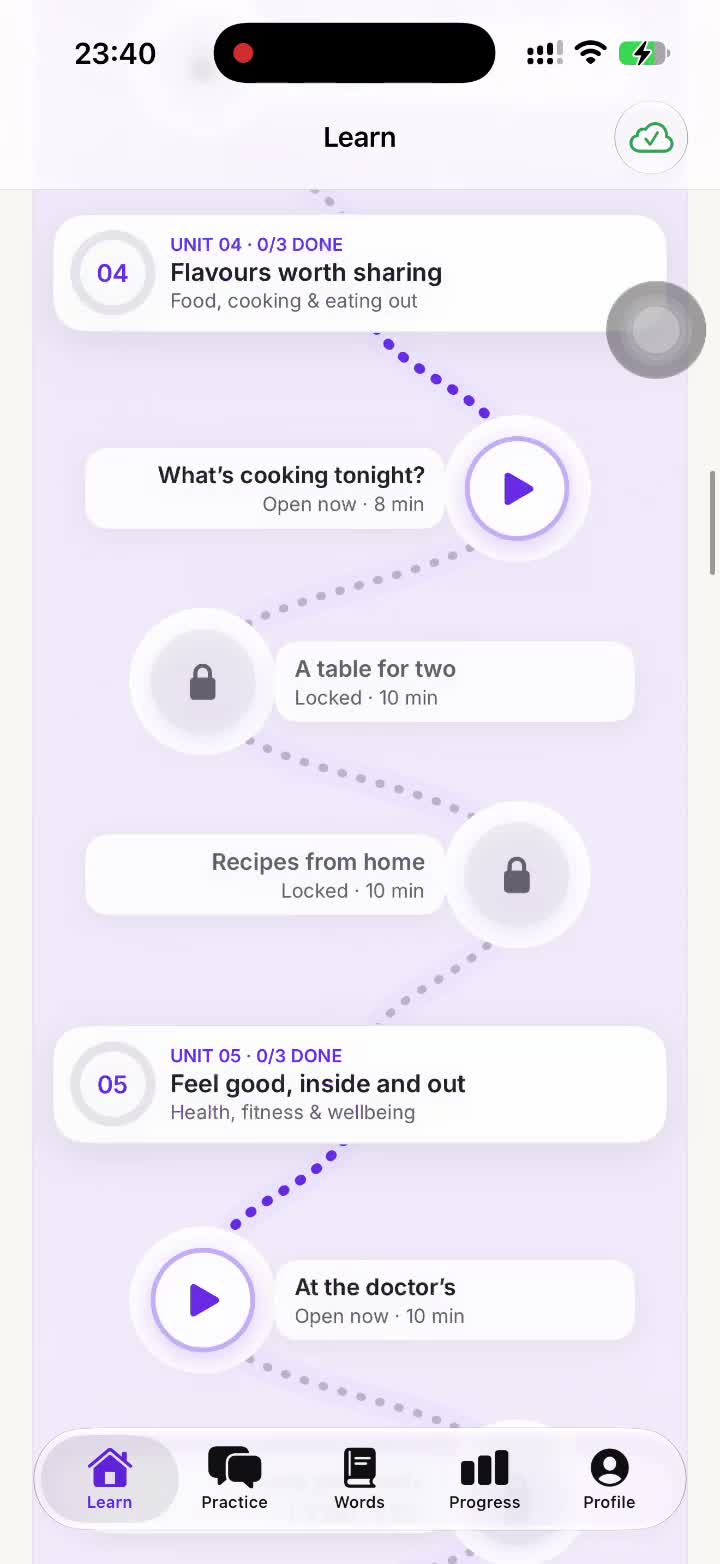 23:40
Learn
UNIT 04 · 0/3 DONE
04
Flavours worth sharing
Food, cooking & eating out
What’s cooking tonight?
Open now · 8 min
A table for two
Locked · 10 min
Recipes from home
Locked · 10 min
UNIT 05 · 0/3 DONE
05
Feel good, inside and out
Health, fitness & wellbeing
At the doctor’s
Open now · 10 min
Learn
Practice
Words
Progress
Profile